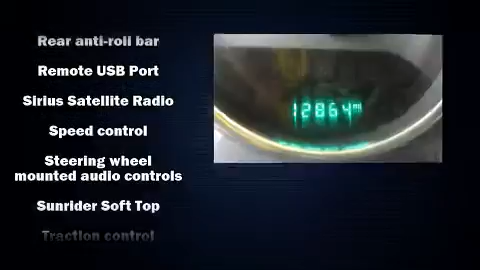 Rear anti-roll bar
Remote USB Port
Sirius Satellite Radio
Speed control
Steering wheel
mounted audio controls
Sunrider Soft Top
Traction control
12864